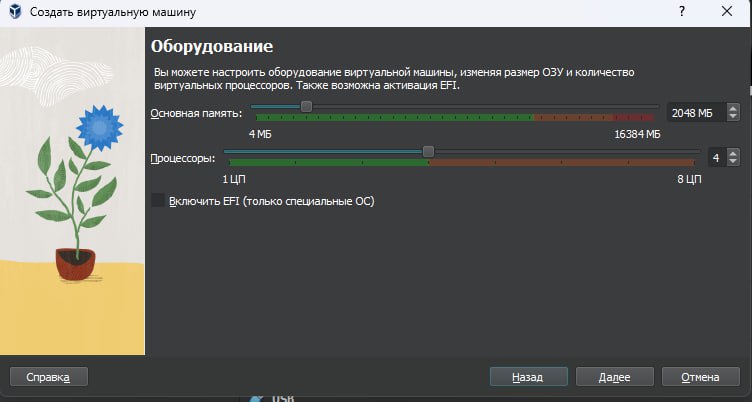 Создать виртуальную машину
?
Оборудование
Вы можете настроить оборудование виртуальной машины, изменяя размер ОЗУ и количество
виртуальных процессоров. Также возможна активация EFI.
Основная память: 2048 МБ
4 МБ 16384 МБ
Процессоры: 4
1 ЦП 8 ЦП
Включить EFI (только специальные ОС)
Справка Назад Далее Отмена
USB